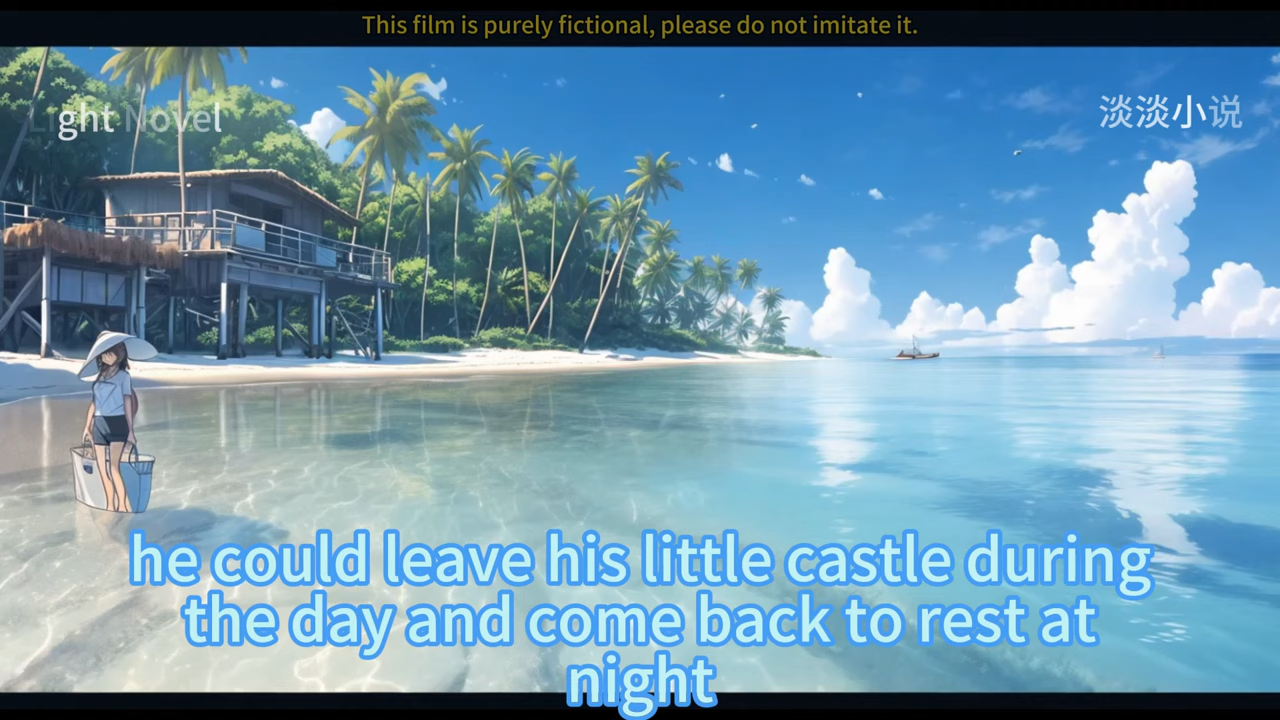 This film is purely fictional, please do not imitate it.
Light Novel
淡淡小说
he could leave his little castle during
the day and come back to rest at
night